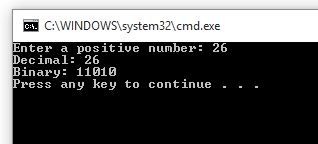 C:\WINDOWS\system32\cmd.exe
Enter a positive number: 26
Decimal: 26
Binary: 11010
Press any key to continue . . .